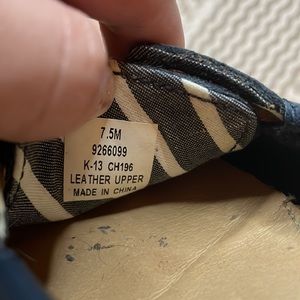 7.5M
9266099
K-13 CH196
LEATHER UPPER
MADE IN CHINA